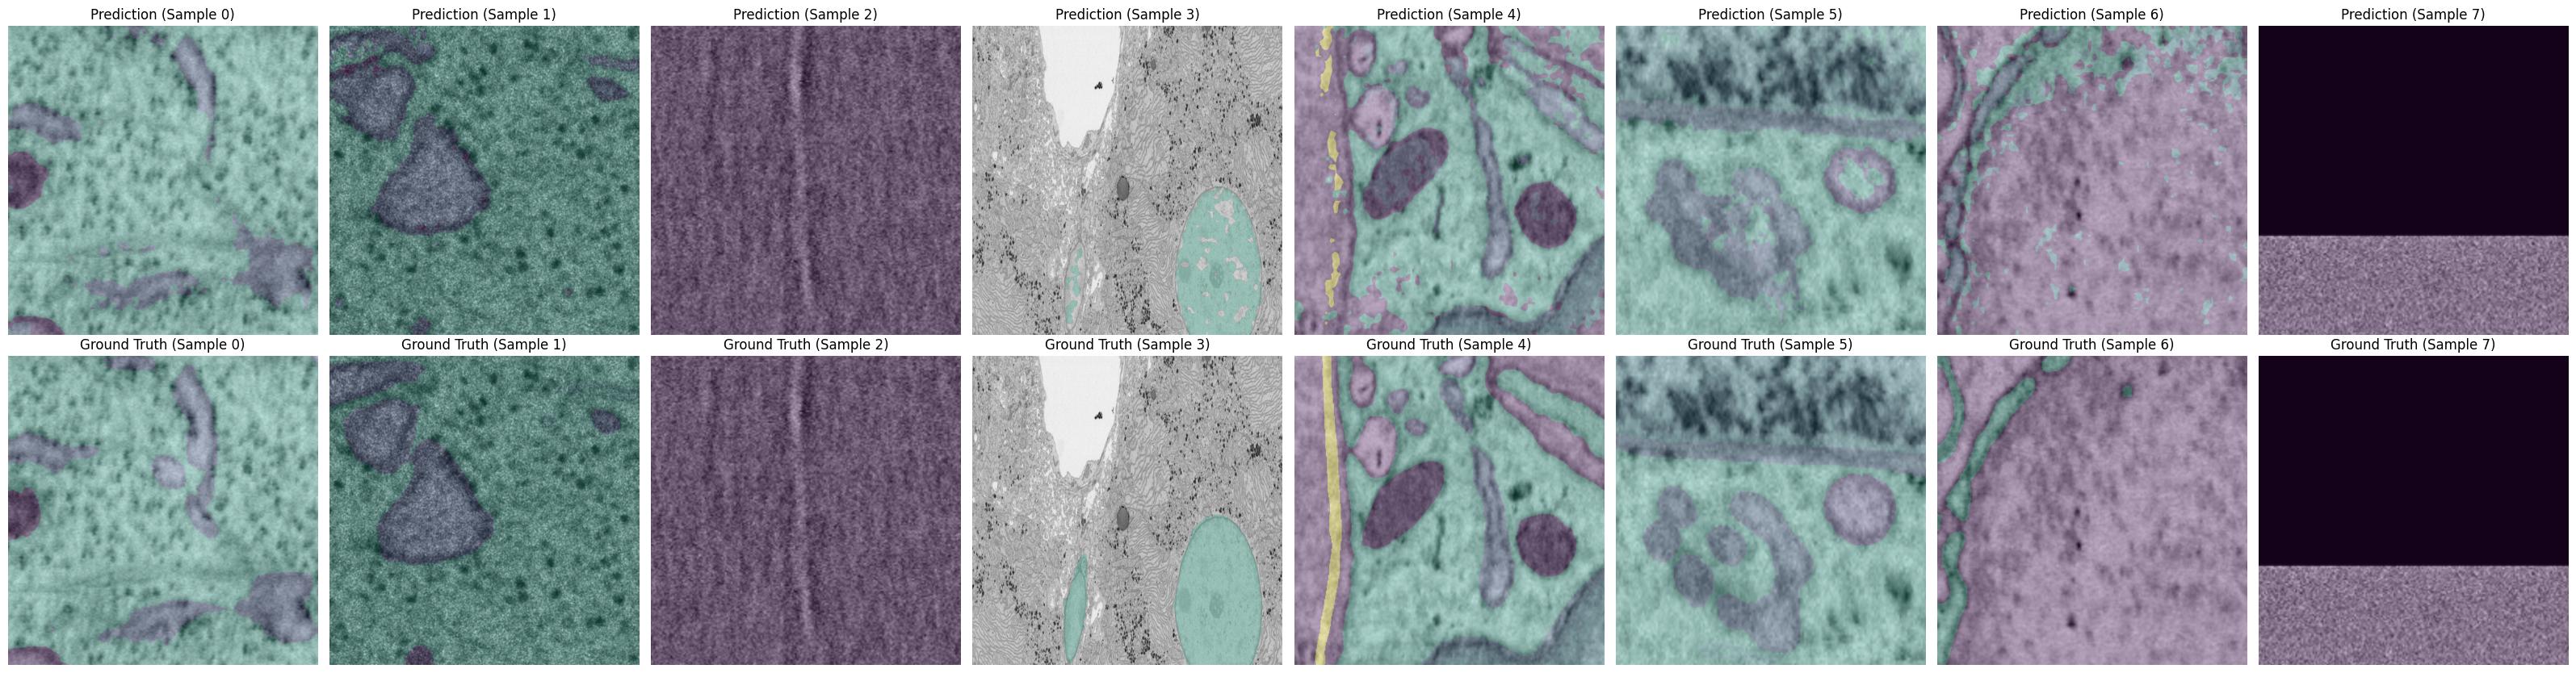 Prediction (Sample 0)
Prediction (Sample 1)
Prediction (Sample 2)
Prediction (Sample 3)
Prediction (Sample 4)
Prediction (Sample 5)
Prediction (Sample 6)
Prediction (Sample 7)
Ground Truth (Sample 0)
Ground Truth (Sample 1)
Ground Truth (Sample 2)
Ground Truth (Sample 3)
Ground Truth (Sample 4)
Ground Truth (Sample 5)
Ground Truth (Sample 6)
Ground Truth (Sample 7)